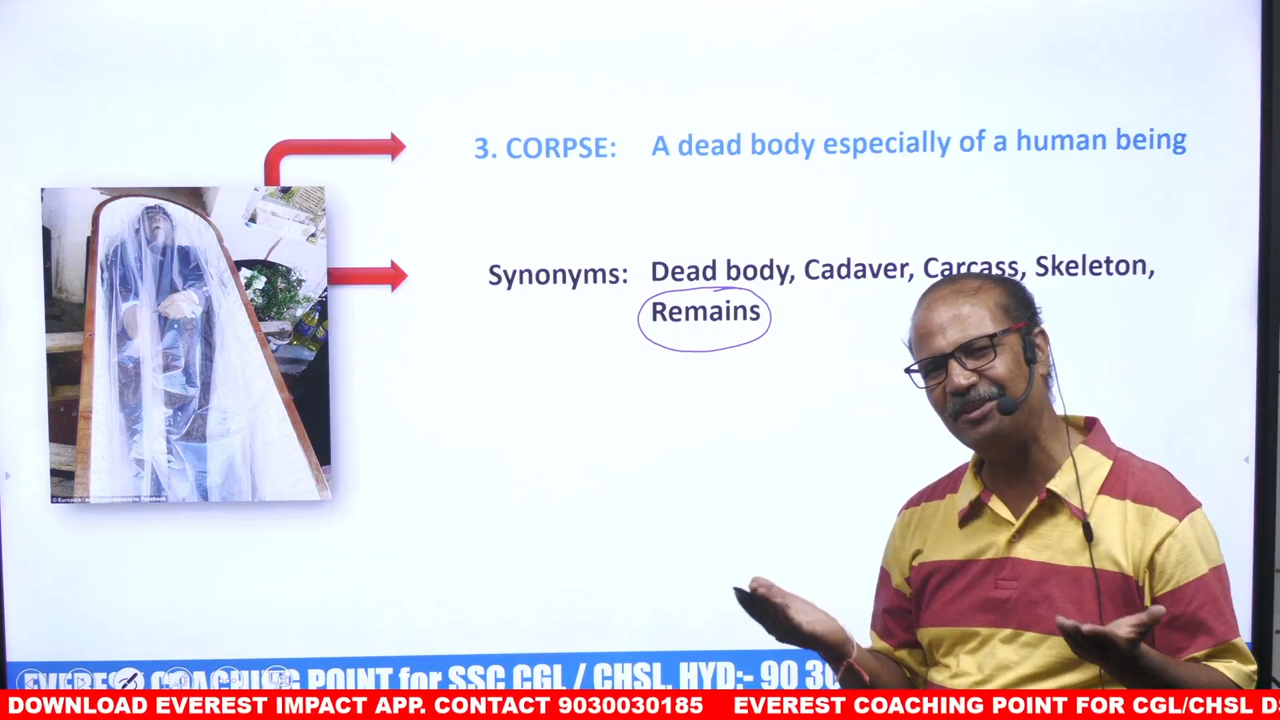 3. CORPSE: A dead body especially of a human being
Synonyms: Dead body, Cadaver, Carcass, Skeleton,
Remains
EVEREST COACHING POINT for SSC CGL / CHSL, HYD:- 90 30
DOWNLOAD EVEREST IMPACT APP. CONTACT 9030030185 EVEREST COACHING POINT FOR CGL/CHSL